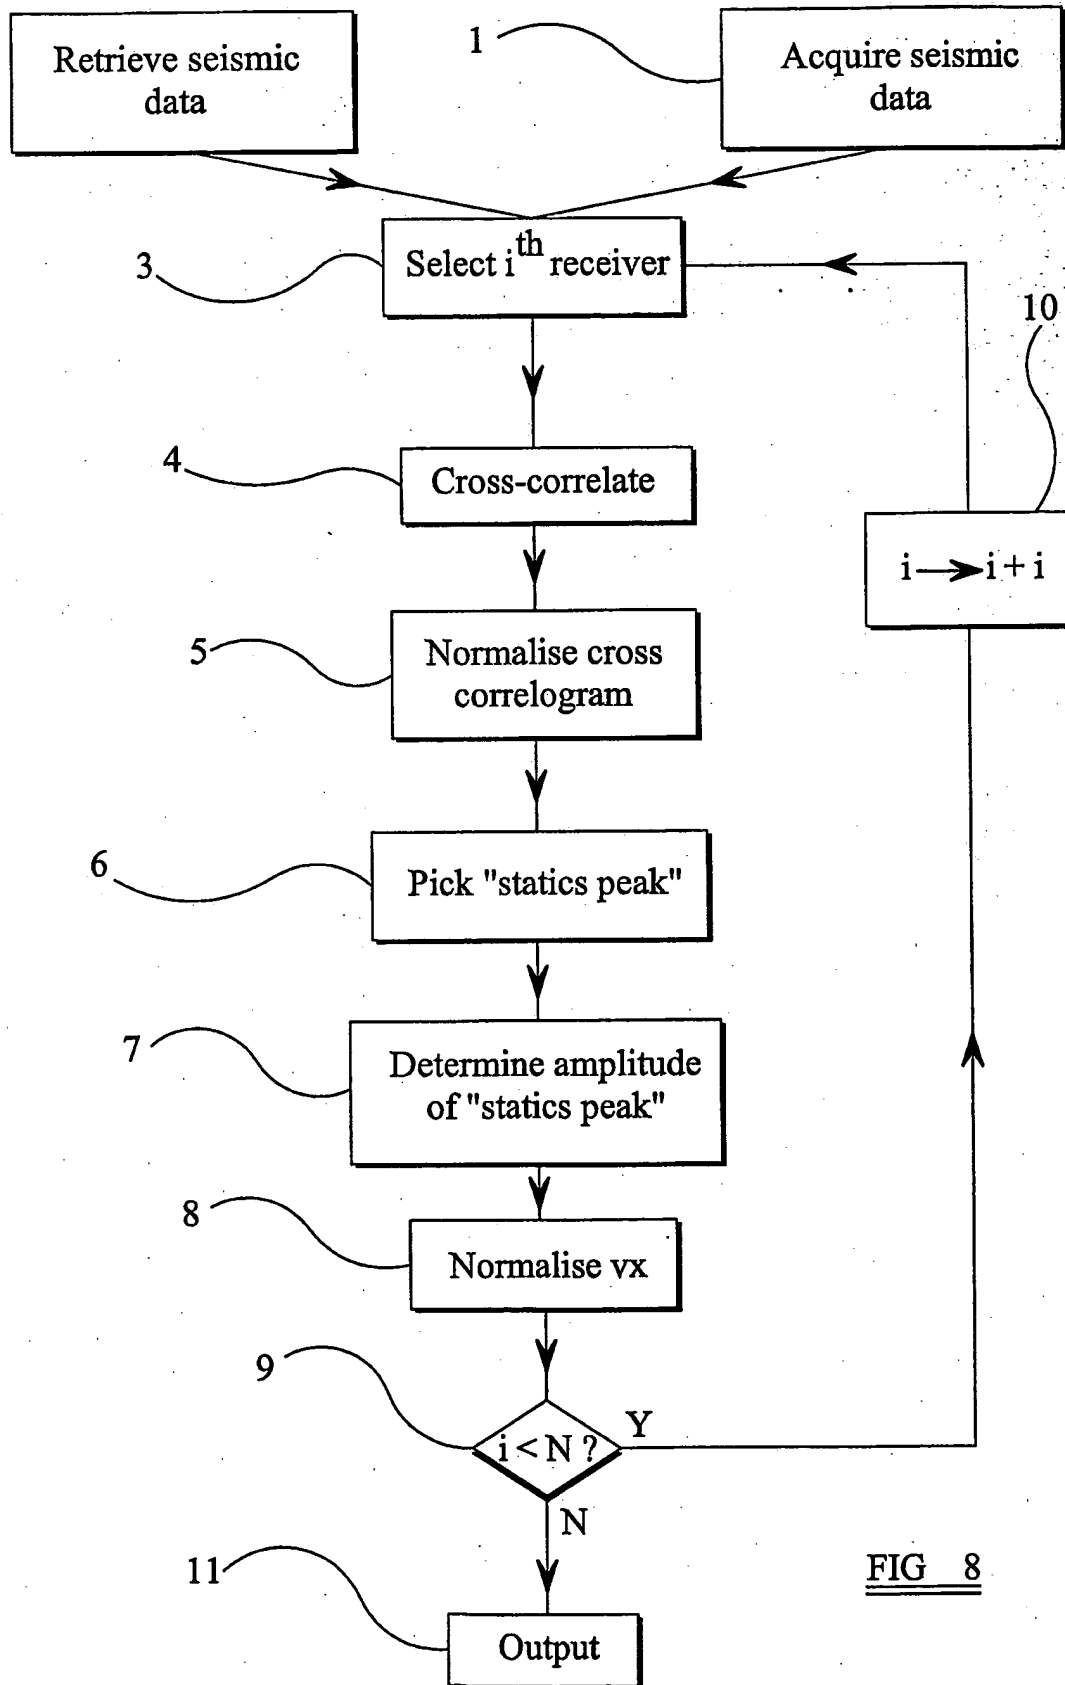 Retrieve seismic
data
1
Acquire seismic
data
3
Select i th receiver
10
4
Cross-correlate
i → i + i
5
Normalise cross
correlogram
6
Pick "statics peak"
7
Determine amplitude
of "statics peak"
8
Normalise vx
9
i < N ?
Y
N
11
Output
FIG 8